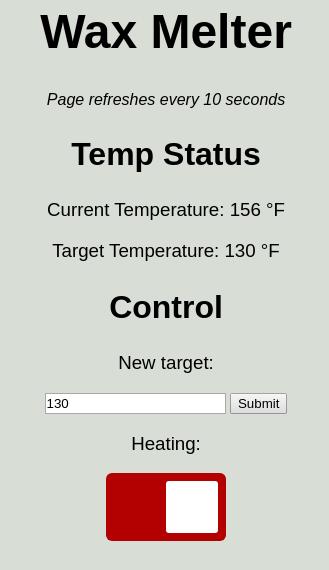 Wax Melter
Page refreshes every 10 seconds
Temp Status
Current Temperature: 156 °F
Target Temperature: 130 °F
Control
New target:
130 Submit
Heating: